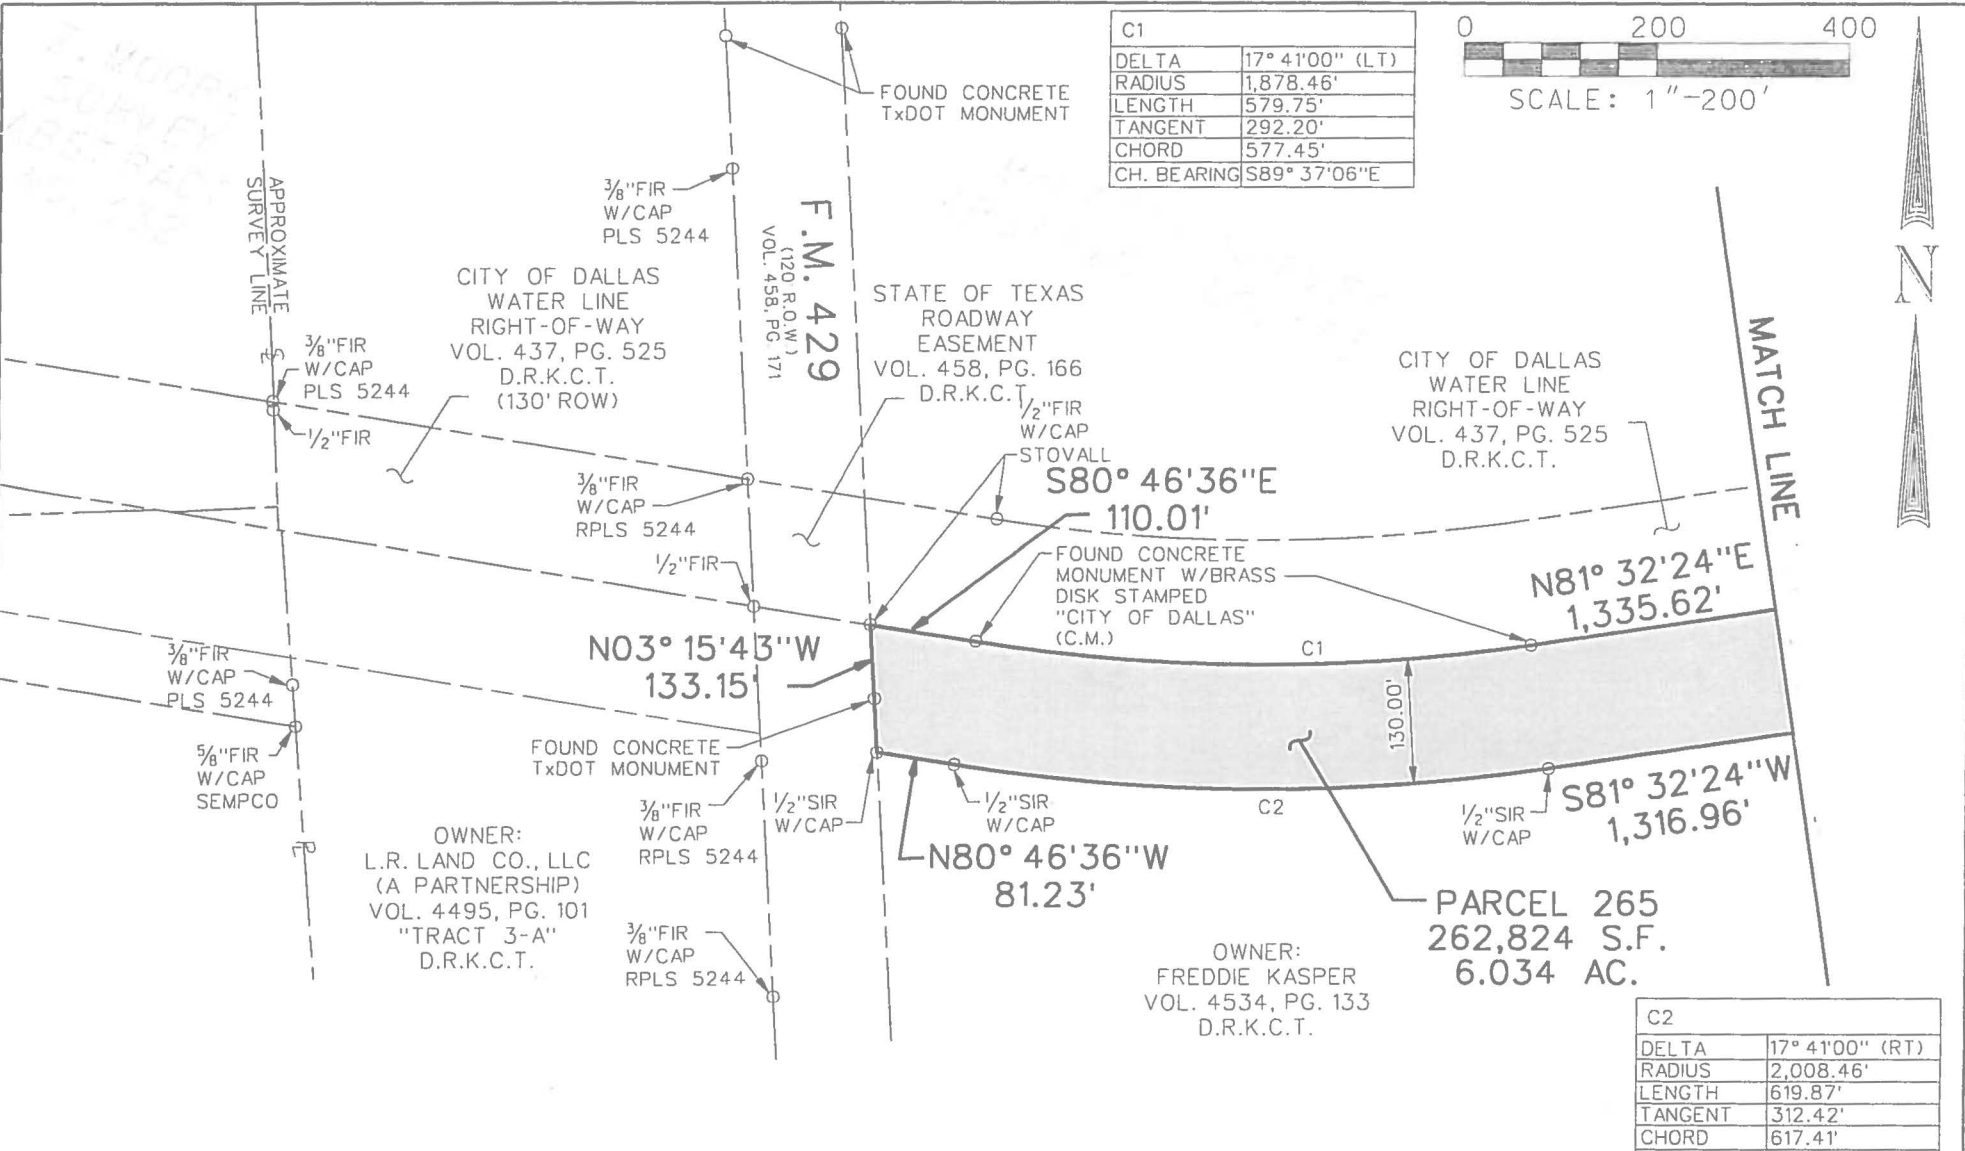 C1
DELTA 17° 41'00" (LT)
RADIUS 1,878.46'
LENGTH 579.75'
TANGENT 292.20'
CHORD 577.45'
CH. BEARING S89° 37'06"E
0 200 400
SCALE: 1"-200'
N
FOUND CONCRETE
TxDOT MONUMENT
3/8"FIR
W/CAP
PLS 5244
APPROXIMATE
SURVEY LINE
F.M. 429
(120' R.O.W.)
VOL. 458, PG. 171
CITY OF DALLAS
WATER LINE
RIGHT-OF-WAY
VOL. 437, PG. 525
D.R.K.C.T.
(130' ROW)
STATE OF TEXAS
ROADWAY
EASEMENT
VOL. 458, PG. 166
D.R.K.C.T.
3/8"FIR
W/CAP
PLS 5244
1/2"FIR
1/2"FIR
W/CAP
STOVALL
CITY OF DALLAS
WATER LINE
RIGHT-OF-WAY
VOL. 437, PG. 525
D.R.K.C.T.
MATCH LINE
3/8"FIR
W/CAP
RPLS 5244
S80° 46'36"E
110.01'
1/2"FIR
FOUND CONCRETE
MONUMENT W/BRASS
DISK STAMPED
"CITY OF DALLAS"
(C.M.)
N81° 32'24"E
1,335.62'
N03° 15'43"W
133.15'
C1
130.00'
3/8"FIR
W/CAP
PLS 5244
5/8"FIR
W/CAP
SEMPCO
FOUND CONCRETE
TxDOT MONUMENT
3/8"FIR
W/CAP
RPLS 5244
1/2"SIR
W/CAP
1/2"SIR
W/CAP
C2
1/2"SIR
W/CAP
S81° 32'24"W
1,316.96'
N80° 46'36"W
81.23'
OWNER:
L.R. LAND CO., LLC
(A PARTNERSHIP)
VOL. 4495, PG. 101
"TRACT 3-A"
D.R.K.C.T.
3/8"FIR
W/CAP
RPLS 5244
PARCEL 265
262,824 S.F.
6.034 AC.
OWNER:
FREDDIE KASPER
VOL. 4534, PG. 133
D.R.K.C.T.
C2
DELTA 17° 41'00" (RT)
RADIUS 2,008.46'
LENGTH 619.87'
TANGENT 312.42'
CHORD 617.41'